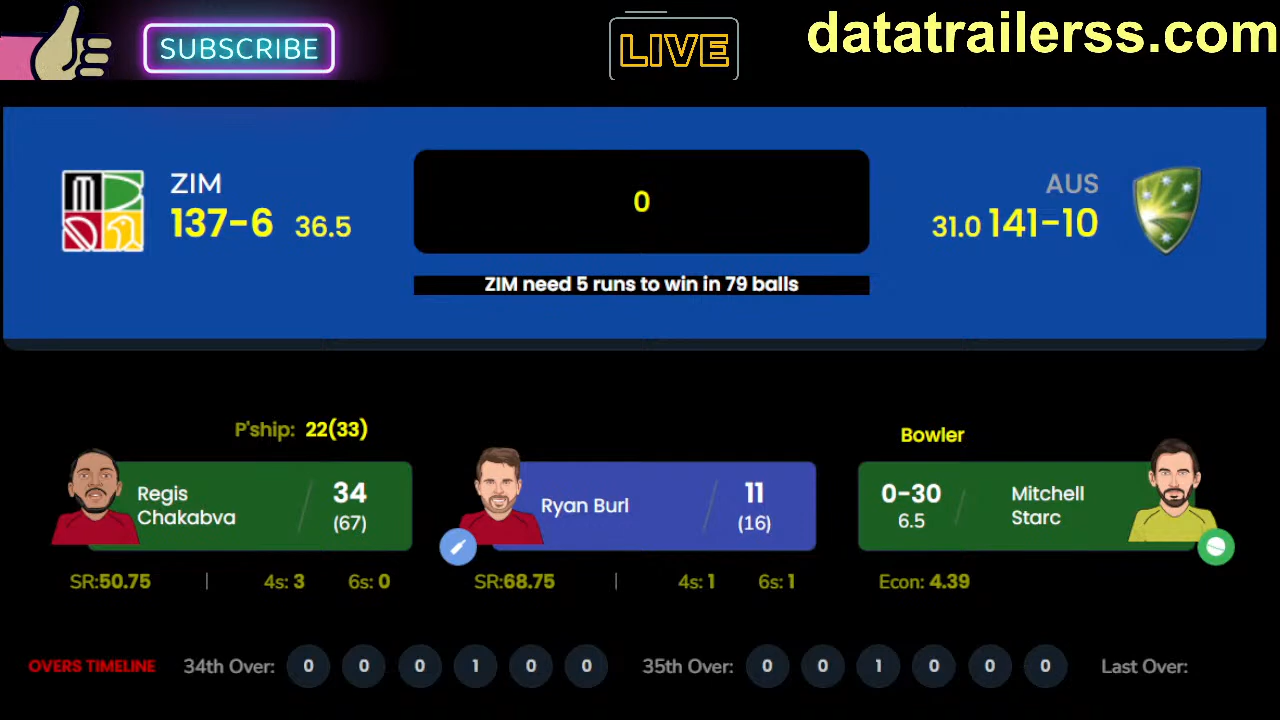 SUBSCRIBE
LIVE
datatrailerss.com
ZIM
137-6 36.5
0
AUS
31.0 141-10
ZIM need 5 runs to win in 79 balls
P'ship: 22(33)
Bowler
Regis Chakabva
34
(67)
Ryan Burl
11
(16)
0-30
6.5
Mitchell Starc
SR:50.75 | 4s: 3 6s: 0
SR:68.75 | 4s: 1 6s: 1
Econ: 4.39
OVERS TIMELINE 34th Over: 0 0 0 1 0 0 35th Over: 0 0 1 0 0 0 Last Over: